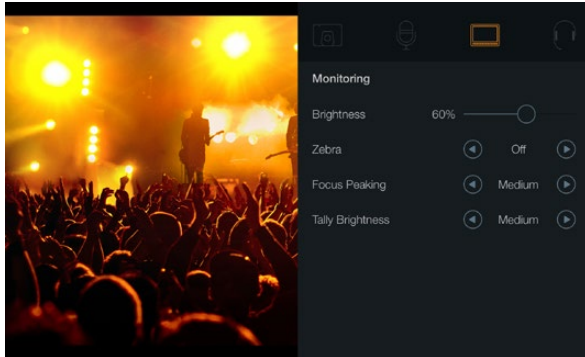 Monitoring
Brightness 60%
Zebra Off
Focus Peaking Medium
Tally Brightness Medium